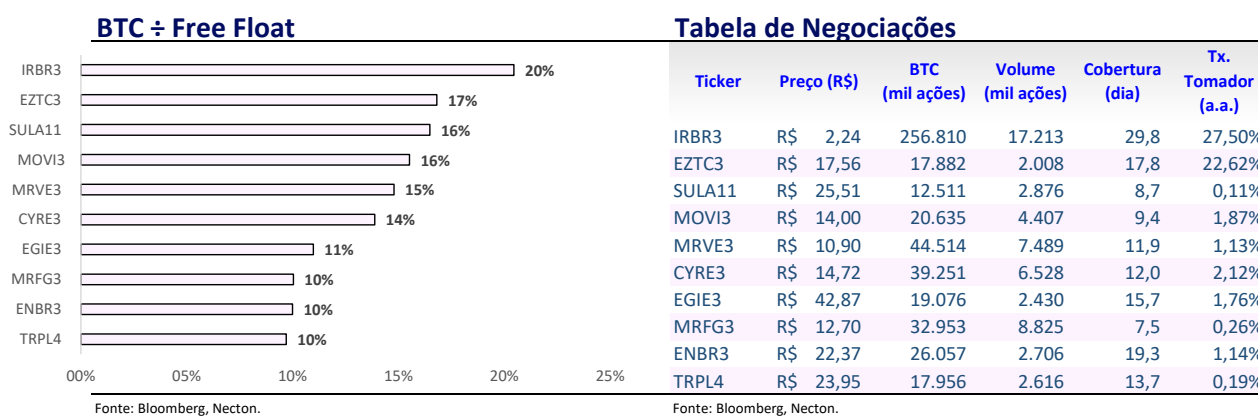 BTC ÷ Free Float
IRBR3 20%
EZTC3 17%
SULA11 16%
MOVI3 16%
MRVE3 15%
CYRE3 14%
EGIE3 11%
MRFG3 10%
ENBR3 10%
TRPL4 10%
00% 05% 10% 15% 20% 25%
Fonte: Bloomberg, Necton.
Tabela de Negociações
Ticker Preço (R$) BTC (mil ações) Volume (mil ações) Cobertura (dia) Tx. Tomador (a.a.)
IRBR3 R$ 2,24 256.810 17.213 29,8 27,50%
EZTC3 R$ 17,56 17.882 2.008 17,8 22,62%
SULA11 R$ 25,51 12.511 2.876 8,7 0,11%
MOVI3 R$ 14,00 20.635 4.407 9,4 1,87%
MRVE3 R$ 10,90 44.514 7.489 11,9 1,13%
CYRE3 R$ 14,72 39.251 6.528 12,0 2,12%
EGIE3 R$ 42,87 19.076 2.430 15,7 1,76%
MRFG3 R$ 12,70 32.953 8.825 7,5 0,26%
ENBR3 R$ 22,37 26.057 2.706 19,3 1,14%
TRPL4 R$ 23,95 17.956 2.616 13,7 0,19%
Fonte: Bloomberg, Necton.